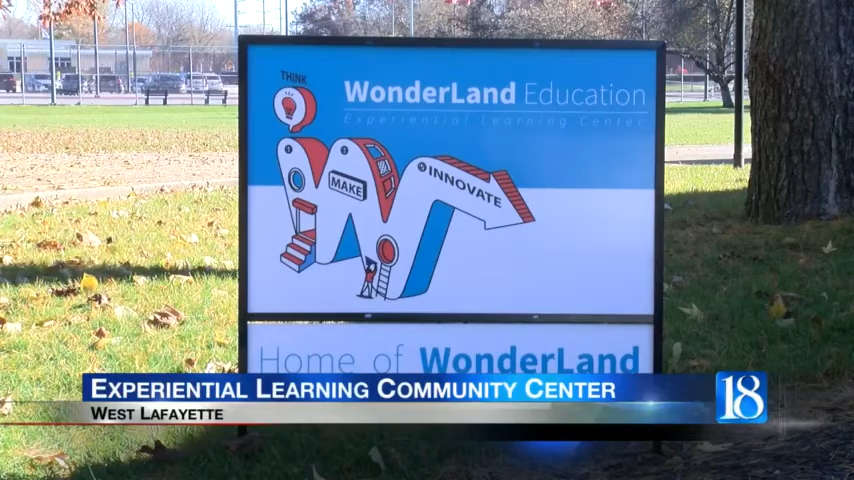 THINK
WonderLand Education
Experiential Learning Center
MAKE
INNOVATE
Home of WonderLand
EXPERIENTIAL LEARNING COMMUNITY CENTER
WEST LAFAYETTE
18